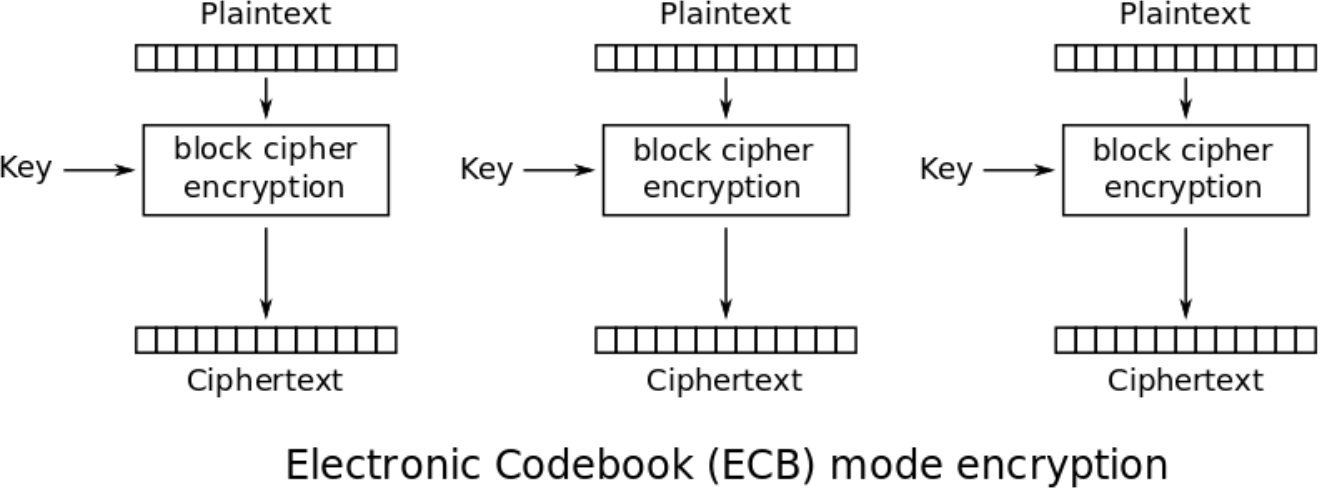 Plaintext
Plaintext
Plaintext
Key
block cipher
encryption
Key
block cipher
encryption
Key
block cipher
encryption
Ciphertext
Ciphertext
Ciphertext
Electronic Codebook (ECB) mode encryption